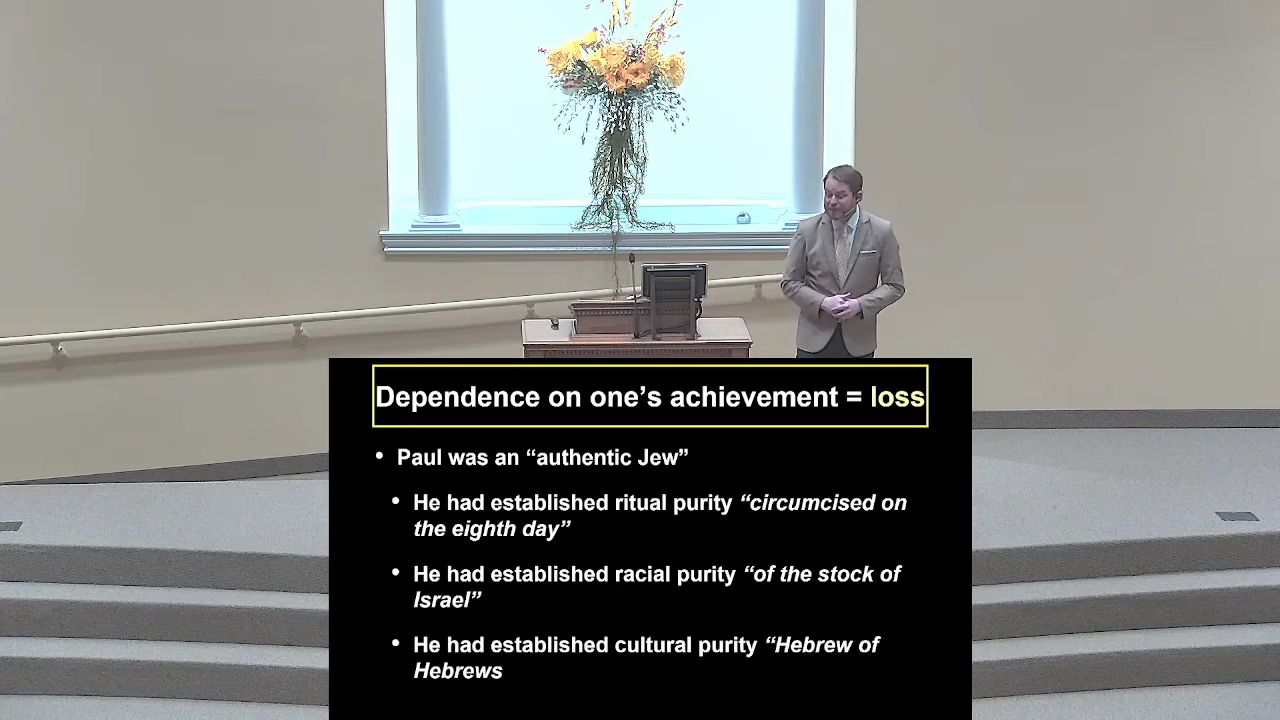 Dependence on one’s achievement = loss
• Paul was an “authentic Jew”
• He had established ritual purity “circumcised on
the eighth day”
• He had established racial purity “of the stock of
Israel”
• He had established cultural purity “Hebrew of
Hebrews